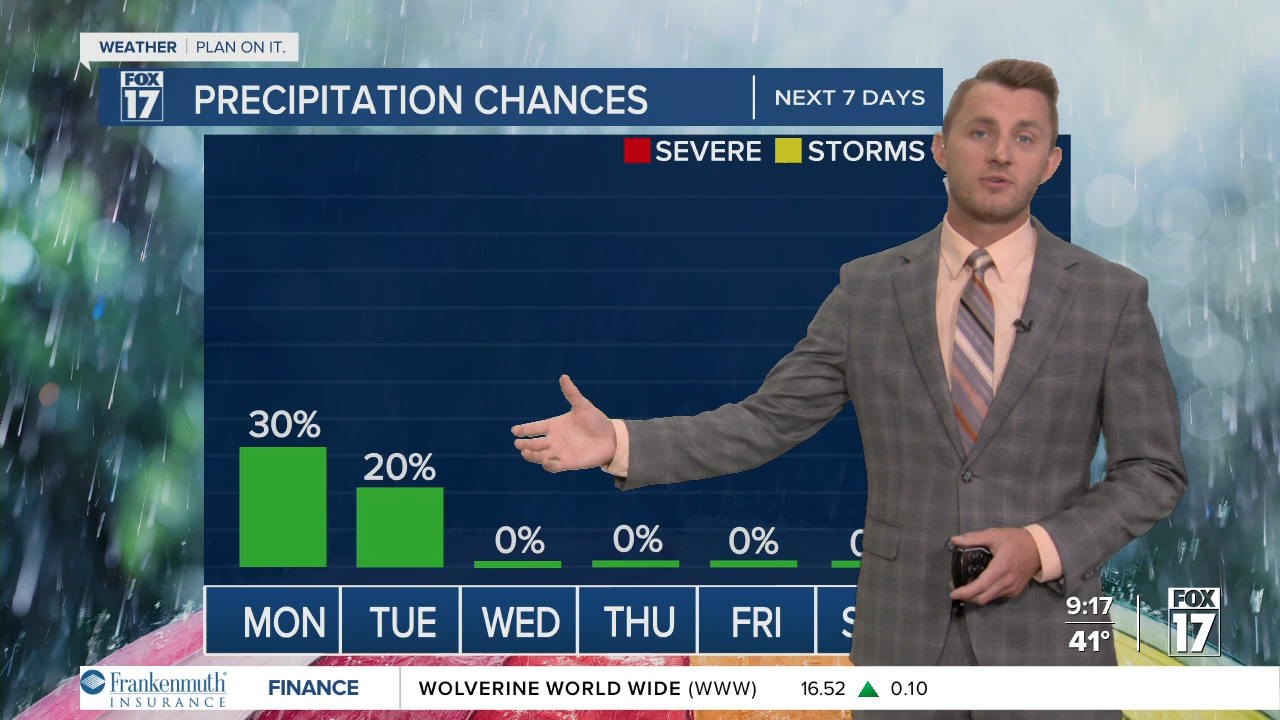 WEATHER PLAN ON IT.
FOX 17
PRECIPITATION CHANCES
NEXT 7 DAYS
SEVERE STORMS
30%
20%
0%
0%
0%
MON TUE WED THU FRI
9:17
41°
FOX 17
Frankenmuth
INSURANCE
FINANCE
WOLVERINE WORLD WIDE (WWW) 16.52 0.10